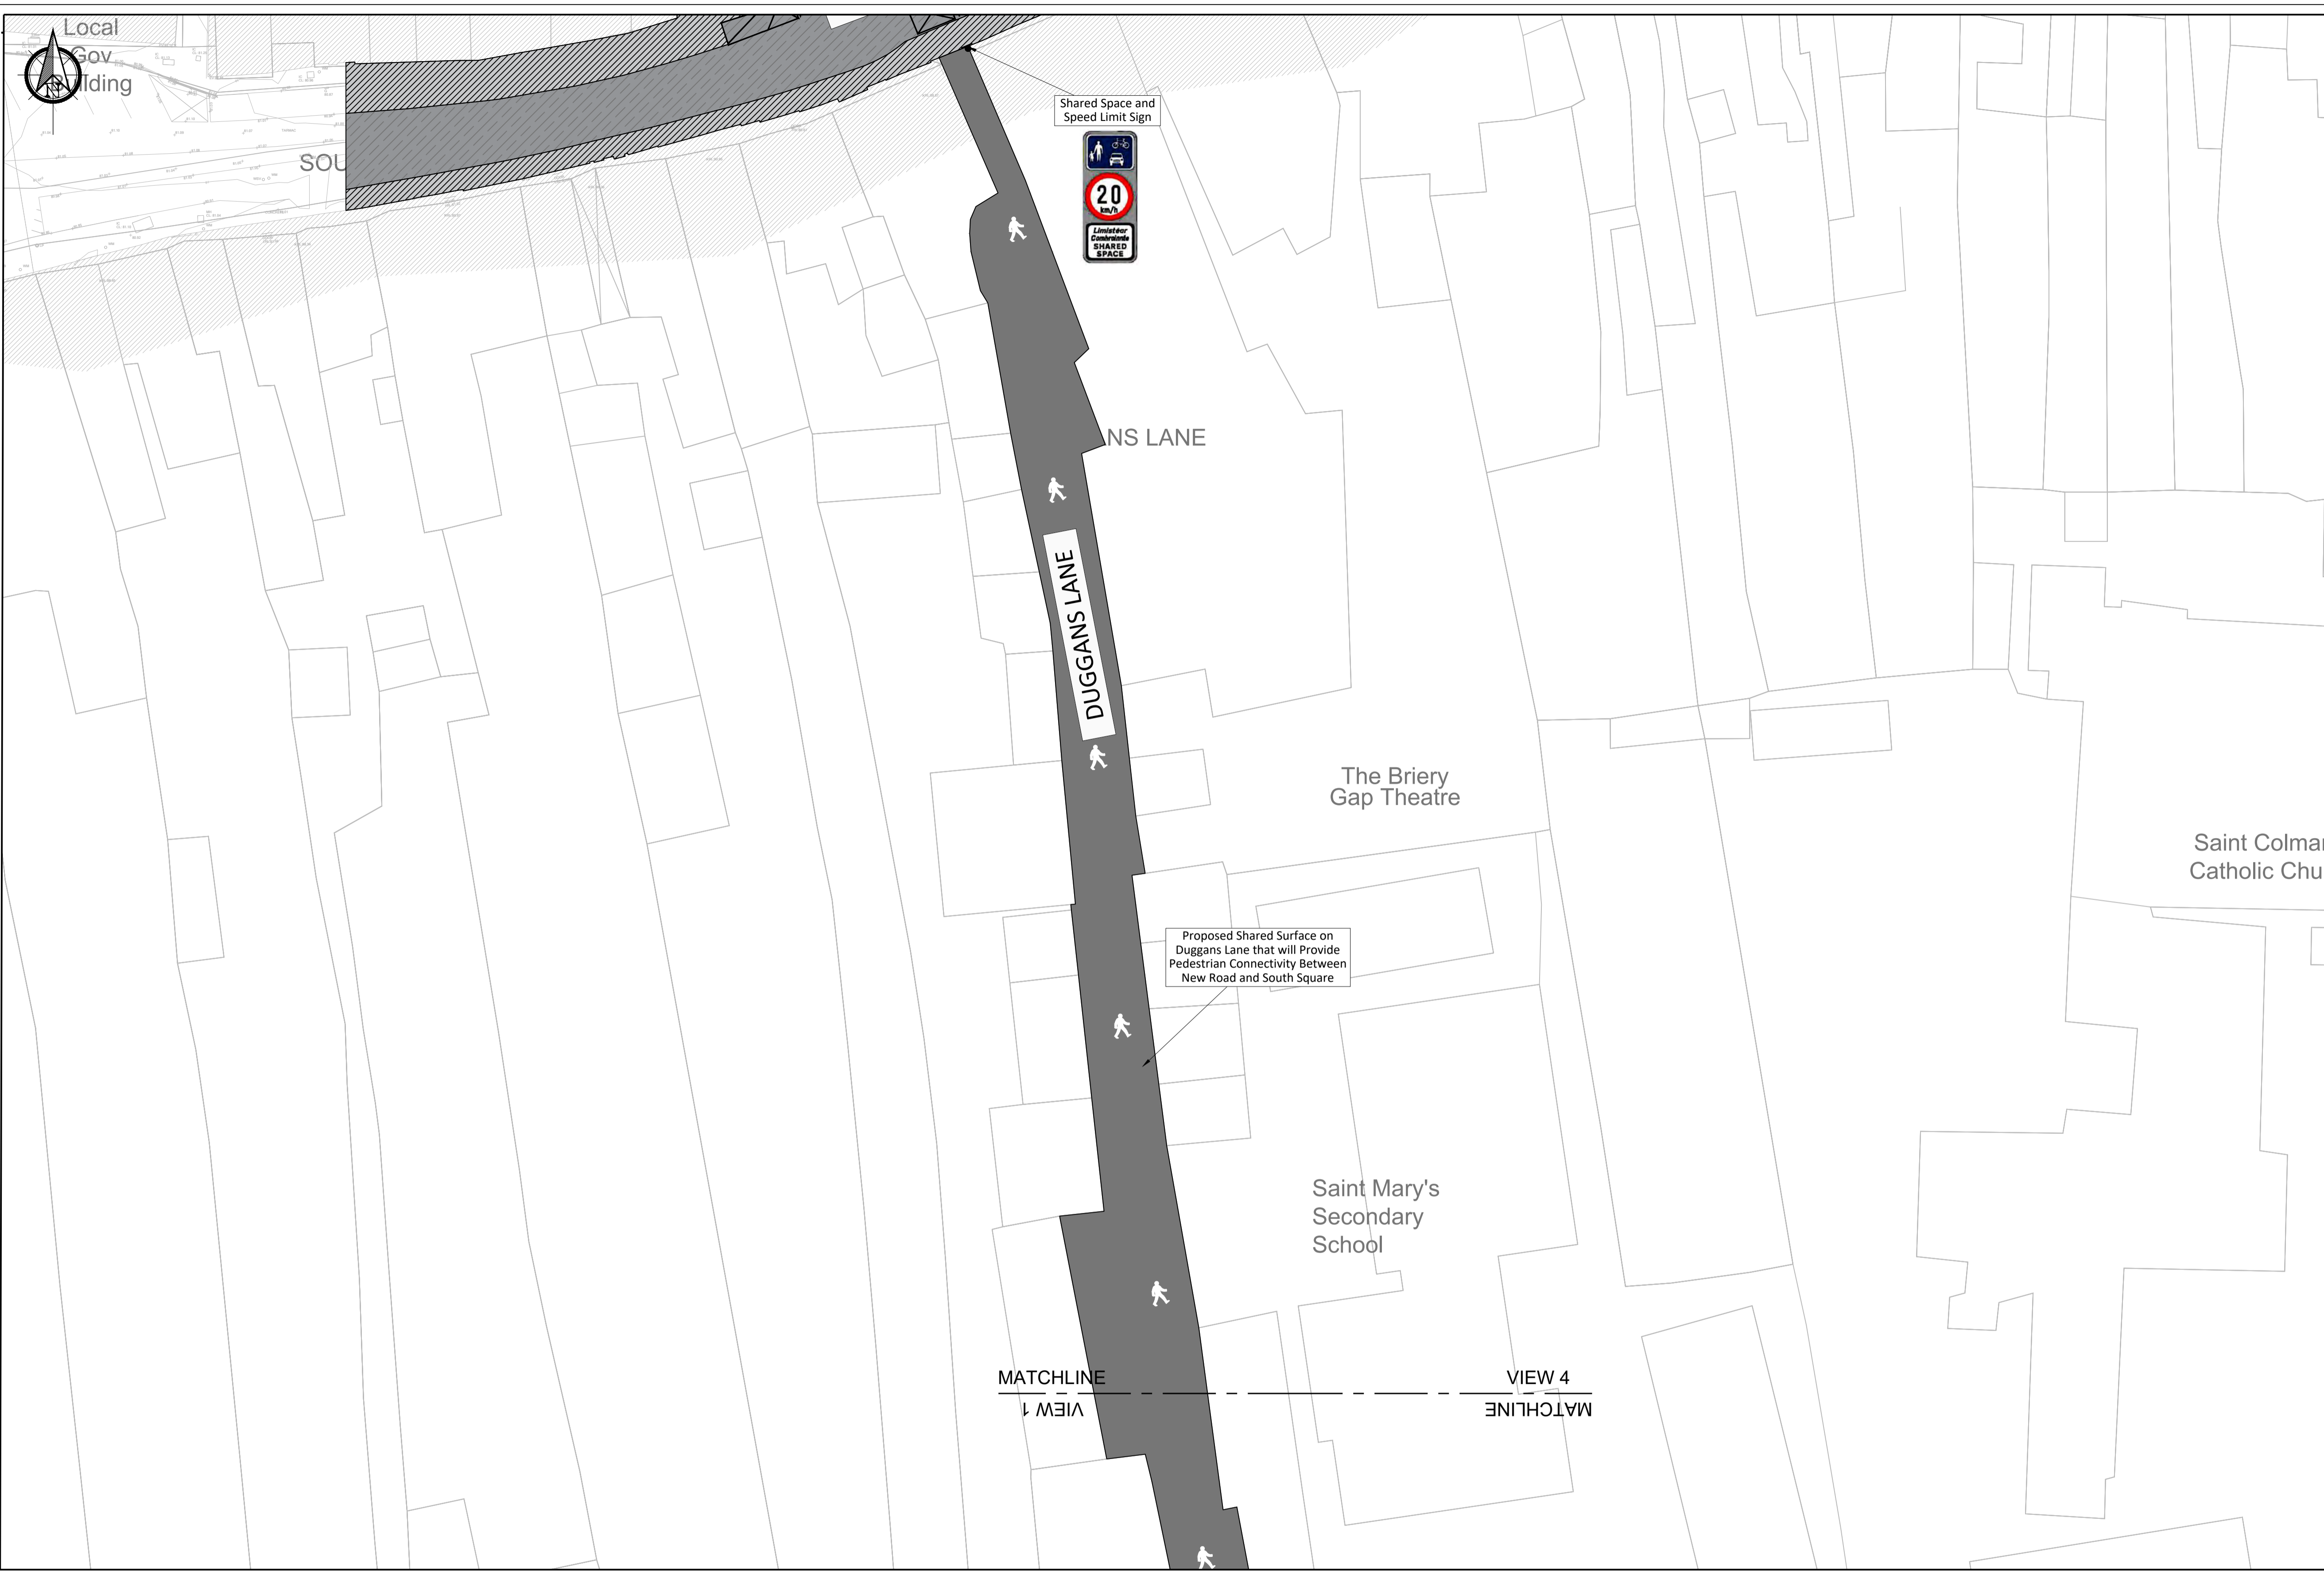 Local
Gov
Building
N
SOU
Shared Space and
Speed Limit Sign
20
km/h
Limistéar
Comhroinnte
SHARED
SPACE
NS LANE
DUGGANS LANE
The Briery
Gap Theatre
Saint Colma
Catholic Chu
Proposed Shared Surface on
Duggans Lane that will Provide
Pedestrian Connectivity Between
New Road and South Square
Saint Mary's
Secondary
School
MATCHLINE
VIEW 4
VIEW 1
MATCHLINE